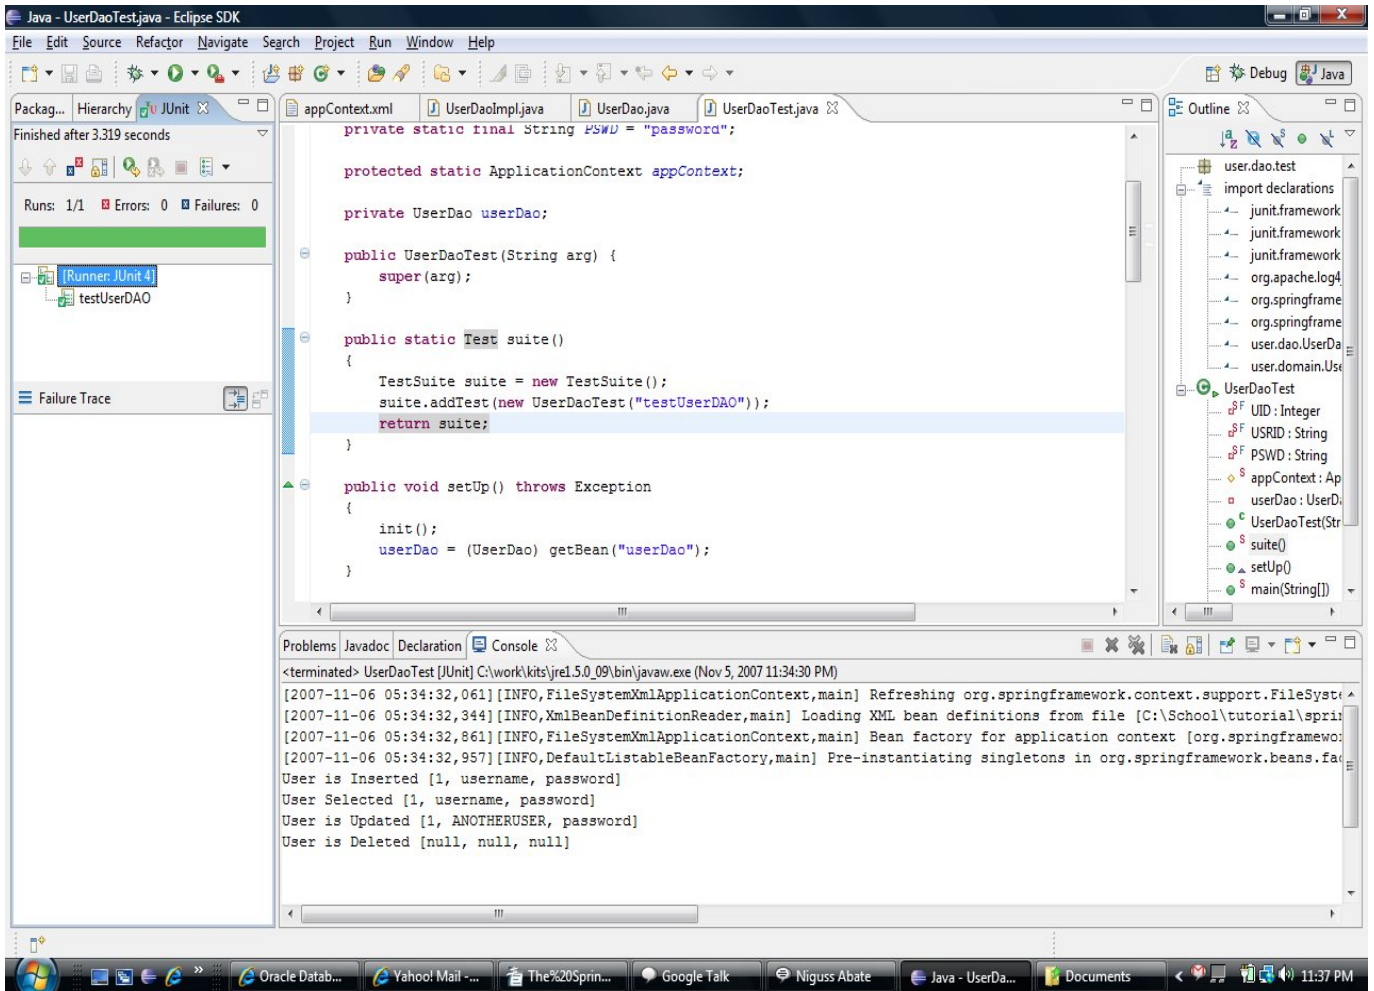 Java - UserDaoTest.java - Eclipse SDK
File Edit Source Refactor Navigate Search Project Run Window Help
Debug Java
Packag... Hierarchy JUnit
Finished after 3.319 seconds
Runs: 1/1 Errors: 0 Failures: 0
[Runner: JUnit 4]
testUserDAO
Failure Trace
appContext.xml UserDaoImpl.java UserDao.java UserDaoTest.java
private static final String PSWD = "password";
protected static ApplicationContext appContext;
private UserDao userDao;
public UserDaoTest(String arg) {
super(arg);
}
public static Test suite()
{
TestSuite suite = new TestSuite();
suite.addTest(new UserDaoTest("testUserDAO"));
return suite;
}
public void setUp() throws Exception
{
init();
userDao = (UserDao) getBean("userDao");
}
Outline
user.dao.test
import declarations
junit.framework
junit.framework
junit.framework
org.apache.log4
org.springframe
org.springframe
user.dao.UserDa
user.domain.Use
UserDaoTest
UID : Integer
USRID : String
PSWD : String
appContext : Ap
userDao : UserDa
UserDaoTest(Str
suite()
setUp()
main(String[])
Problems Javadoc Declaration Console
<terminated> UserDaoTest [JUnit] C:\work\kits\jre1.5.0_09\bin\javaw.exe (Nov 5, 2007 11:34:30 PM)
[2007-11-06 05:34:32,061][INFO,FileSystemXmlApplicationContext,main] Refreshing org.springframework.context.support.FileSyste
[2007-11-06 05:34:32,344][INFO,XmlBeanDefinitionReader,main] Loading XML bean definitions from file [C:\School\tutorial\sprin
[2007-11-06 05:34:32,861][INFO,FileSystemXmlApplicationContext,main] Bean factory for application context [org.springframewor
[2007-11-06 05:34:32,957][INFO,DefaultListableBeanFactory,main] Pre-instantiating singletons in org.springframework.beans.fac
User is Inserted [1, username, password]
User Selected [1, username, password]
User is Updated [1, ANOTHERUSER, password]
User is Deleted [null, null, null]
Oracle Datab... Yahoo! Mail -... The%20Sprin... Google Talk Niguss Abate Java - UserDa... Documents 11:37 PM